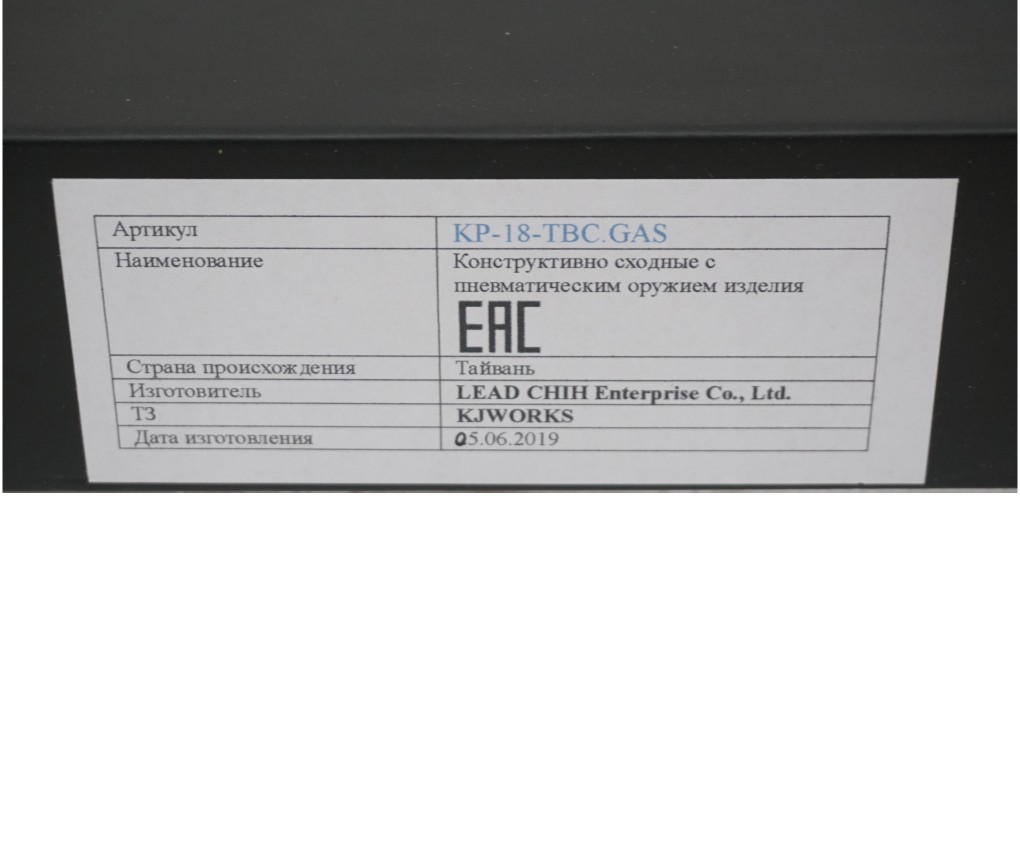 Артикул KP-18-TBC.GAS
Наименование Конструктивно сходные с
пневматическим оружием изделия
EAC
Страна происхождения Тайвань
Изготовитель LEAD CHIH Enterprise Co., Ltd.
ТЗ KJWORKS
Дата изготовления 05.06.2019